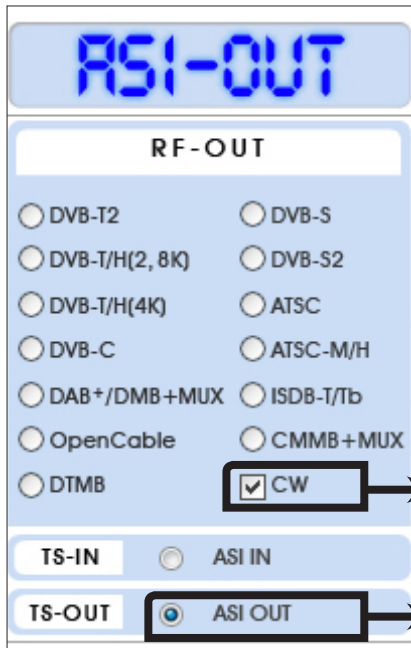 ASI-OUT
RF-OUT
DVB-T2 DVB-S
DVB-T/H(2, 8K) DVB-S2
DVB-T/H(4K) ATSC
DVB-C ATSC-M/H
DAB+/DMB+MUX ISDB-T/Tb
OpenCable CMMB+MUX
DTMB CW
TS-IN ASI IN
TS-OUT ASI OUT